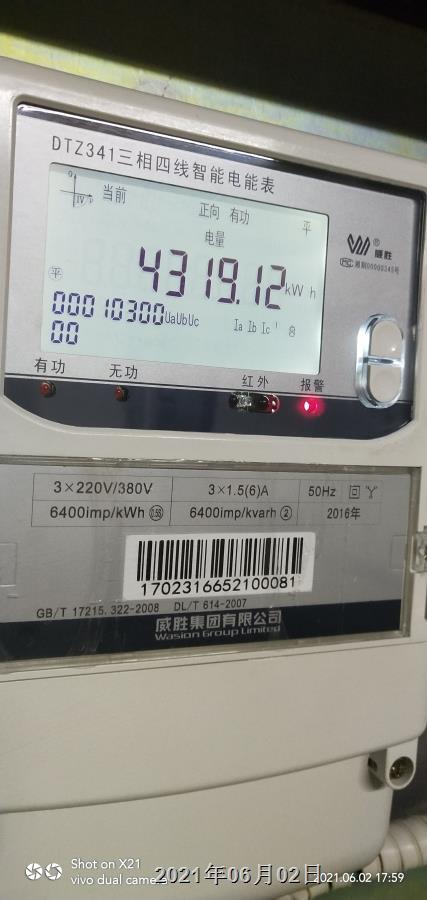 DTZ341三相四线智能电能表
当前
正向 有功
平
电量
4319.12 kWh
平
00010300 UaUbUc
Ia Ib Ic
00
威胜®
有功
无功
红外
报警
3×220V/380V
3×1.5(6)A
50Hz
6400imp/kWh 0.5S
6400imp/kvarh ②
2016年
1702316652100081
GB/T 17215.322-2008 DL/T 614-2007
威胜集团有限公司
Wasion Group Limited
Shot on X21
vivo dual camera
2021年06月02日
2021.06.02 17:59